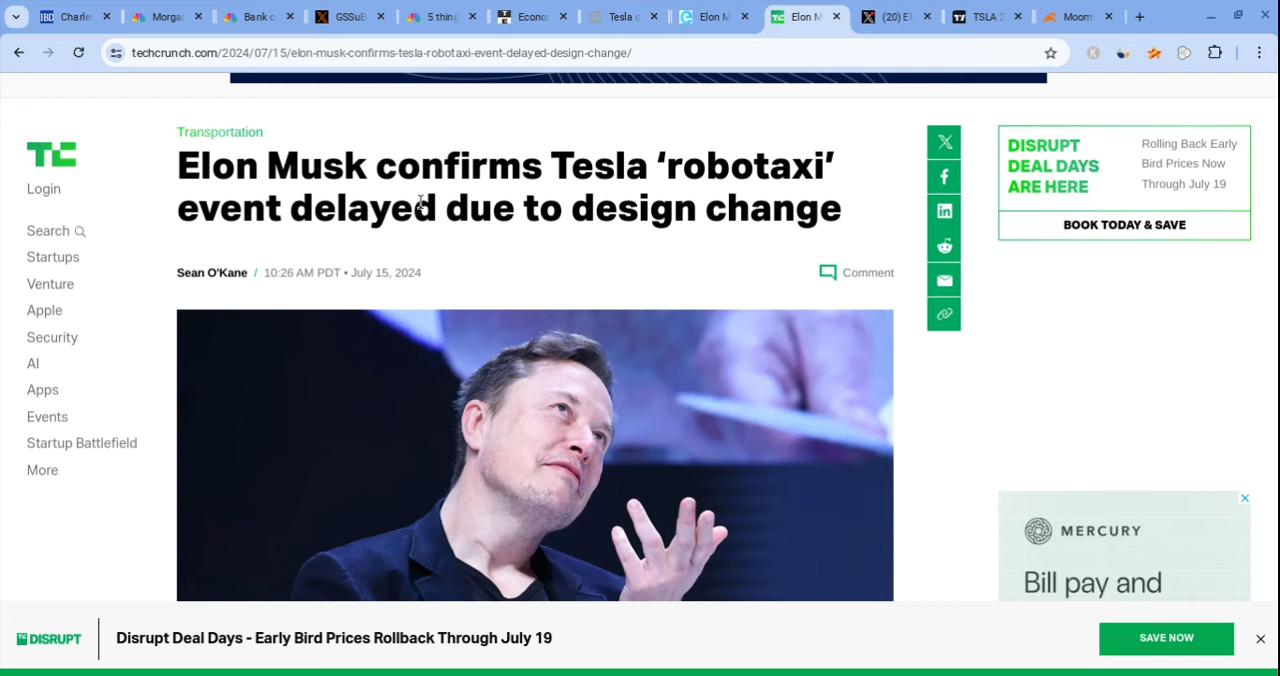 IBD Charle
Morga
Bank o
GSSuB
5 thing
Econo
Tesla q
Elon M
Elon M
(20) El
TSLA 2
Moom
techcrunch.com/2024/07/15/elon-musk-confirms-tesla-robotaxi-event-delayed-design-change/
TC
Login
Search
Startups
Venture
Apple
Security
AI
Apps
Events
Startup Battlefield
More
Transportation
Elon Musk confirms Tesla ‘robotaxi’
event delayed due to design change
Sean O'Kane / 10:26 AM PDT • July 15, 2024
Comment
DISRUPT
DEAL DAYS
ARE HERE
Rolling Back Early
Bird Prices Now
Through July 19
BOOK TODAY & SAVE
MERCURY
Bill pay and
DISRUPT
Disrupt Deal Days - Early Bird Prices Rollback Through July 19
SAVE NOW